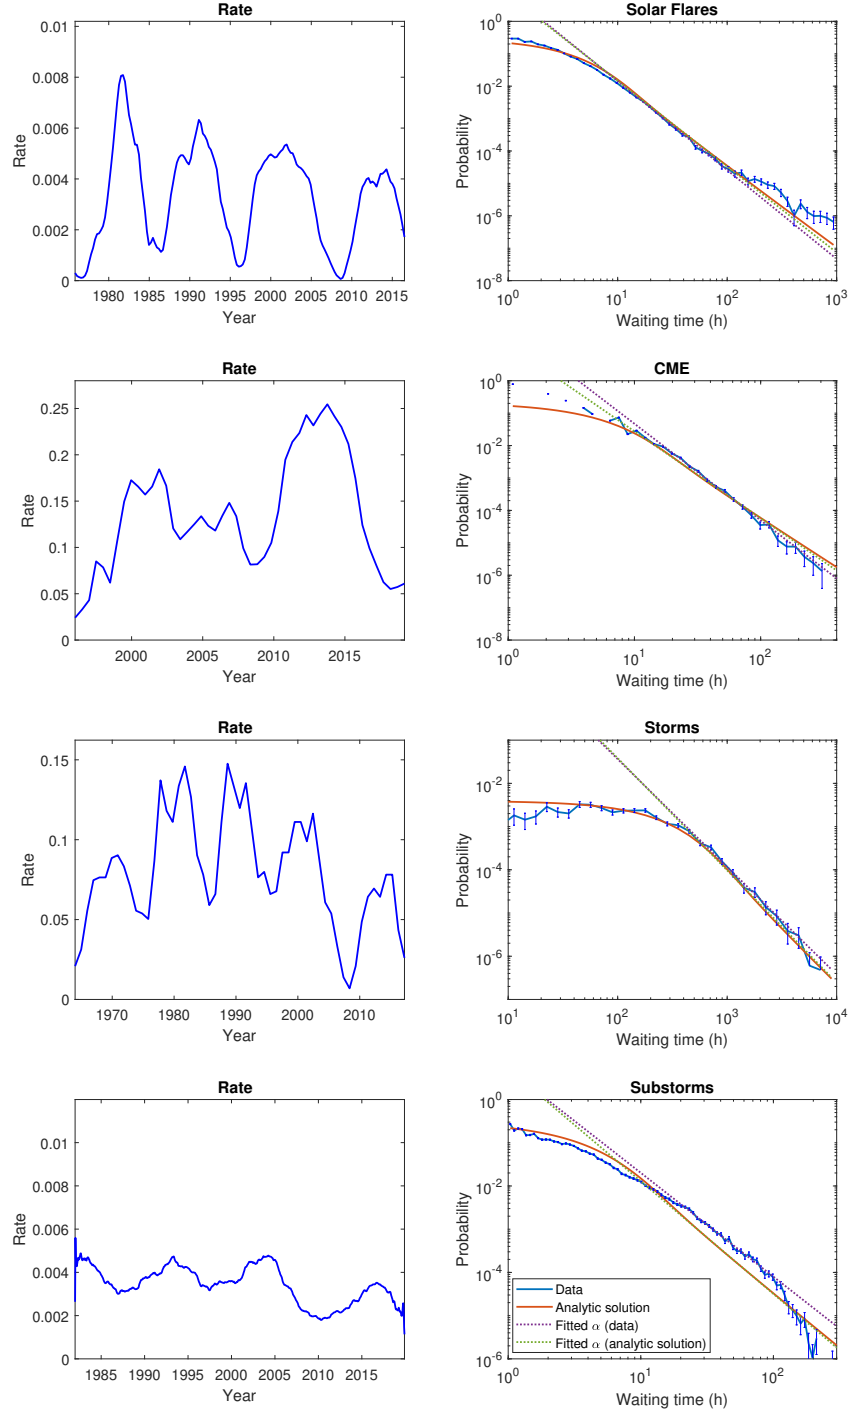 Rate
0.01
0.008
0.006
0.004
0.002
0
Rate
1980 1985 1990 1995 2000 2005 2010 2015
Year
Solar Flares
10^0
10^-2
10^-4
10^-6
10^-8
Probability
10^0 10^1 10^2 10^3
Waiting time (h)
Rate
0.25
0.2
0.15
0.1
0.05
0
Rate
2000 2005 2010 2015
Year
CME
10^0
10^-2
10^-4
10^-6
10^-8
Probability
10^0 10^1 10^2
Waiting time (h)
Rate
0.15
0.1
0.05
0
Rate
1970 1980 1990 2000 2010
Year
Storms
10^-2
10^-4
10^-6
Probability
10^1 10^2 10^3 10^4
Waiting time (h)
Rate
0.01
0.008
0.006
0.004
0.002
0
Rate
1985 1990 1995 2000 2005 2010 2015
Year
Substorms
10^0
10^-2
10^-4
10^-6
Probability
Data
Analytic solution
Fitted α (data)
Fitted α (analytic solution)
10^0 10^1 10^2
Waiting time (h)